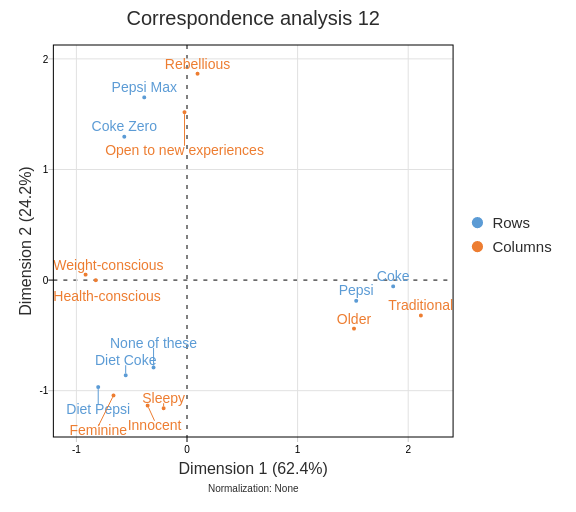 Correspondence analysis 12
2
Rebellious
Pepsi Max
Coke Zero
Open to new experiences
1
Weight-conscious
Coke
0
Health-conscious
Pepsi
Traditional
Older
None of these
Diet Coke
-1
Sleepy
Diet Pepsi
Innocent
Feminine
-1
0
1
2
Dimension 1 (62.4%)
Dimension 2 (24.2%)
Normalization: None
Rows
Columns